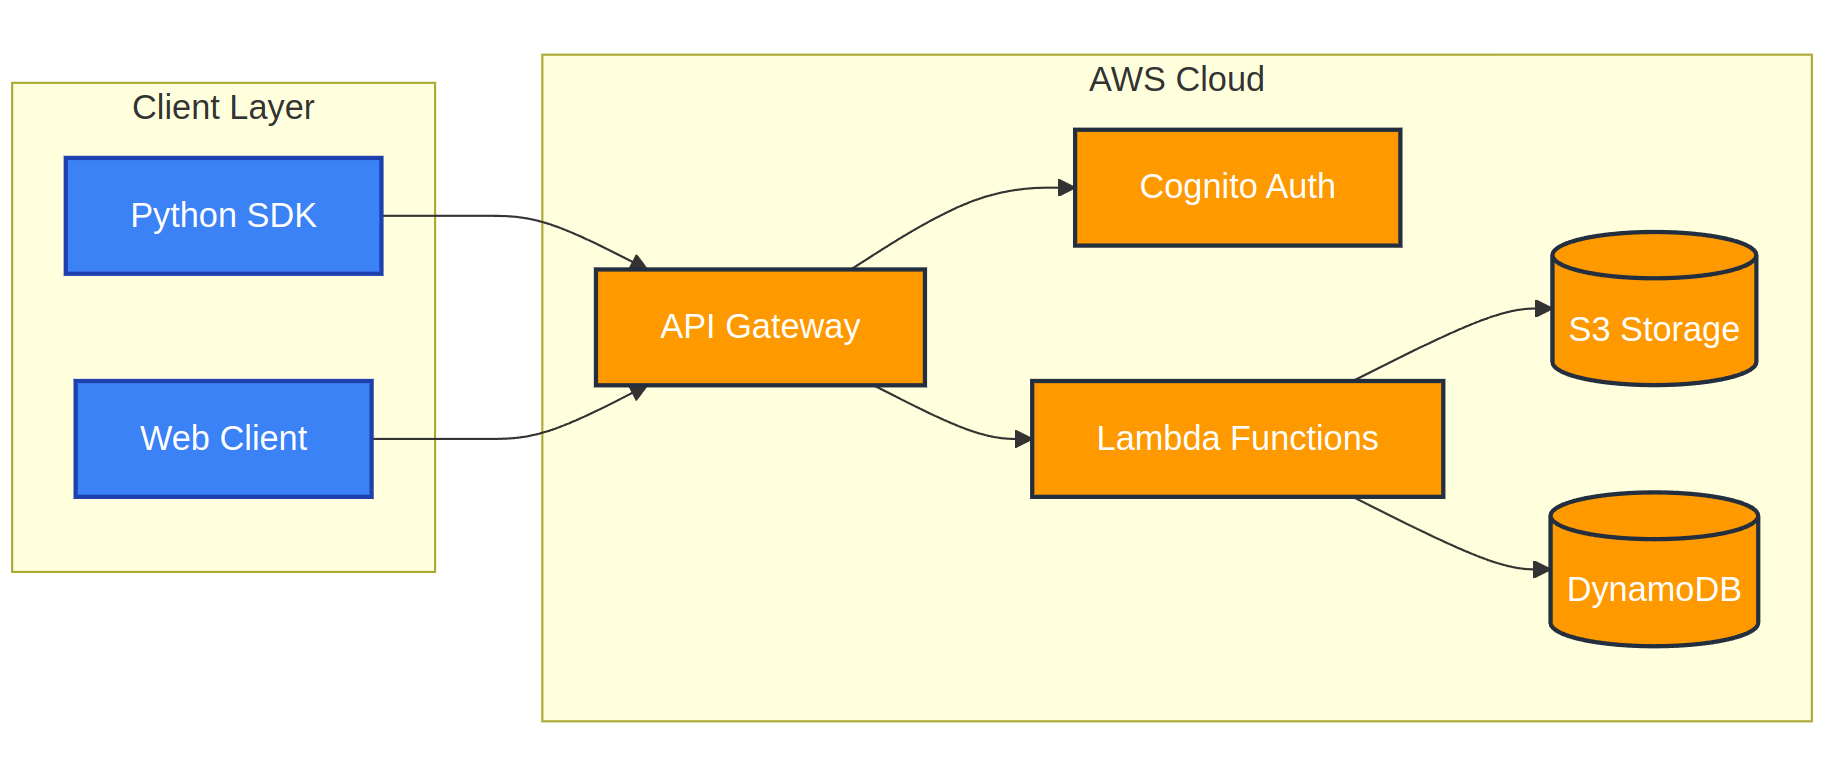 Client Layer
Python SDK
Web Client
AWS Cloud
API Gateway
Cognito Auth
Lambda Functions
S3 Storage
DynamoDB